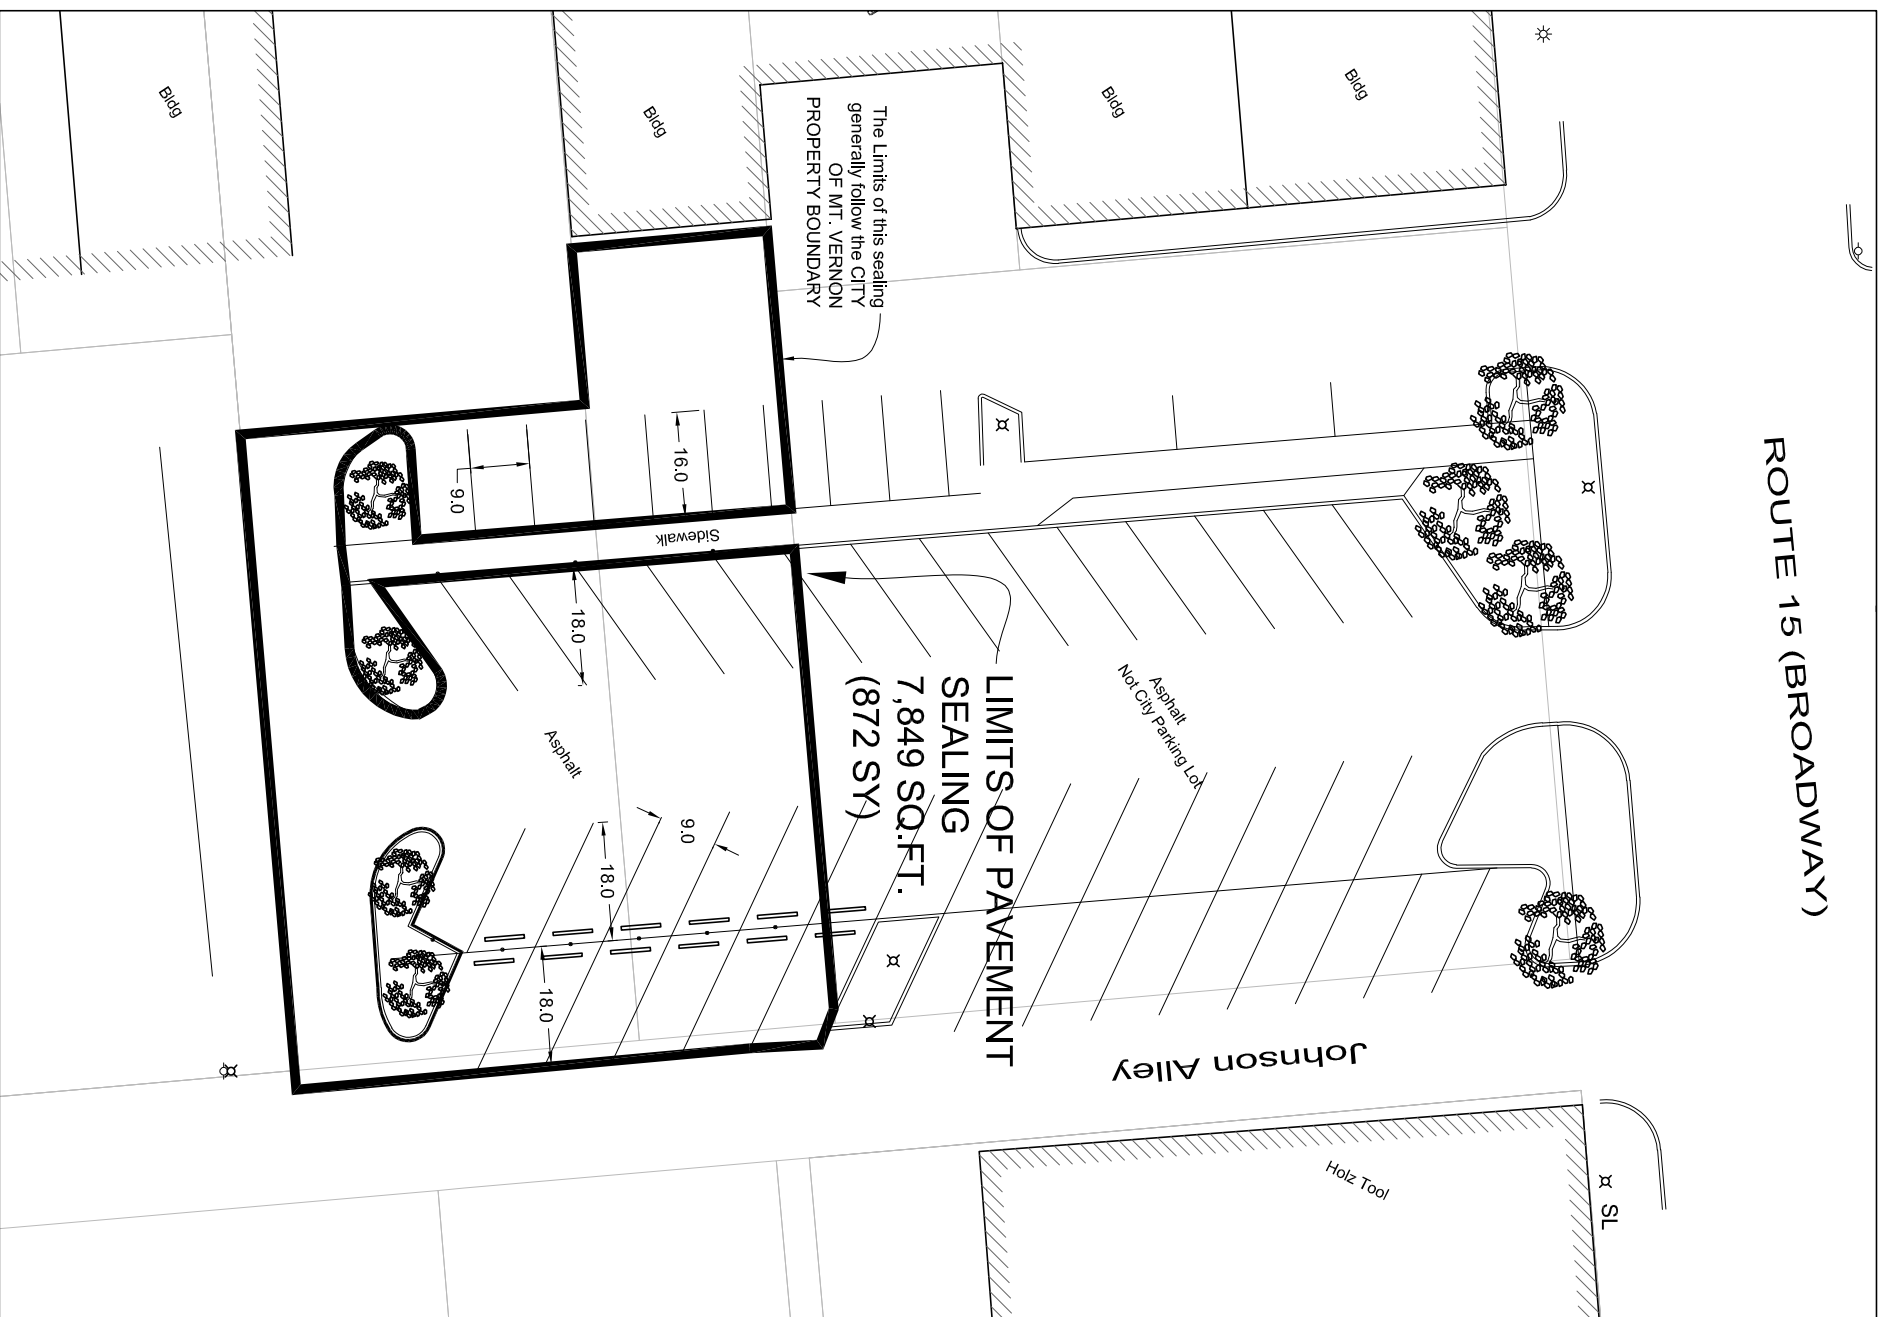 ROUTE 15 (BROADWAY)
Bldg
Bldg
Bldg
Bldg
The Limits of this sealing
generally follow the CITY
OF MT. VERNON
PROPERTY BOUNDARY
16.0
9.0
Sidewalk
18.0
LIMITS OF PAVEMENT
SEALING
7,849 SQ.FT.
(872 SY)
Asphalt
Not City Parking Lot
Asphalt
9.0
18.0
18.0
Johnson Alley
Holz Tool
SL